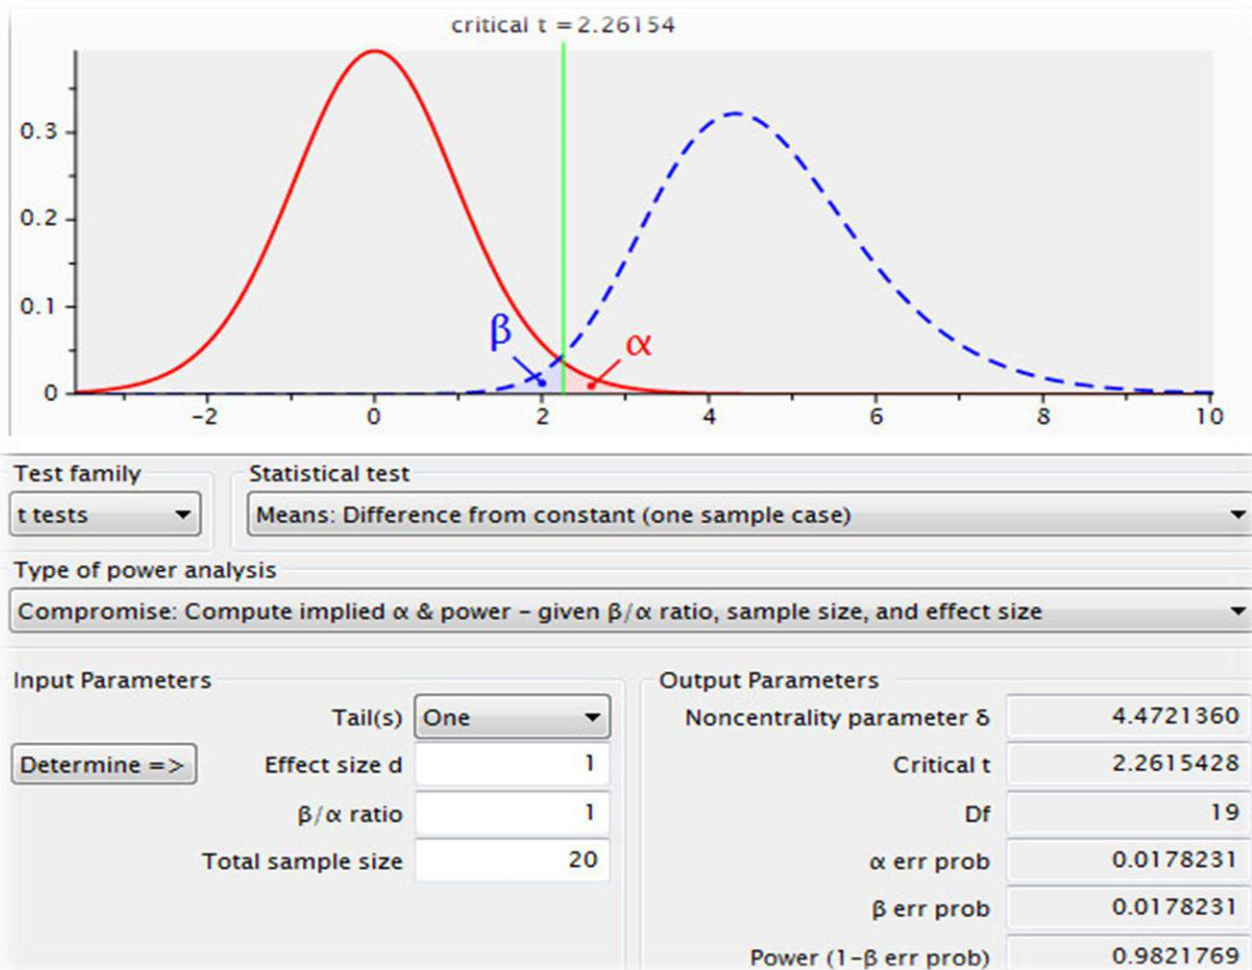 critical t = 2.26154
0.3
0.2
0.1
0
β
α
-2
0
2
4
6
8
10
Test family
Statistical test
t tests
Means: Difference from constant (one sample case)
Type of power analysis
Compromise: Compute implied α & power - given β/α ratio, sample size, and effect size
Input Parameters
Output Parameters
Tail(s) One
Noncentrality parameter δ 4.4721360
Determine => Effect size d 1
Critical t 2.2615428
β/α ratio 1
Df 19
Total sample size 20
α err prob 0.0178231
β err prob 0.0178231
Power (1-β err prob) 0.9821769